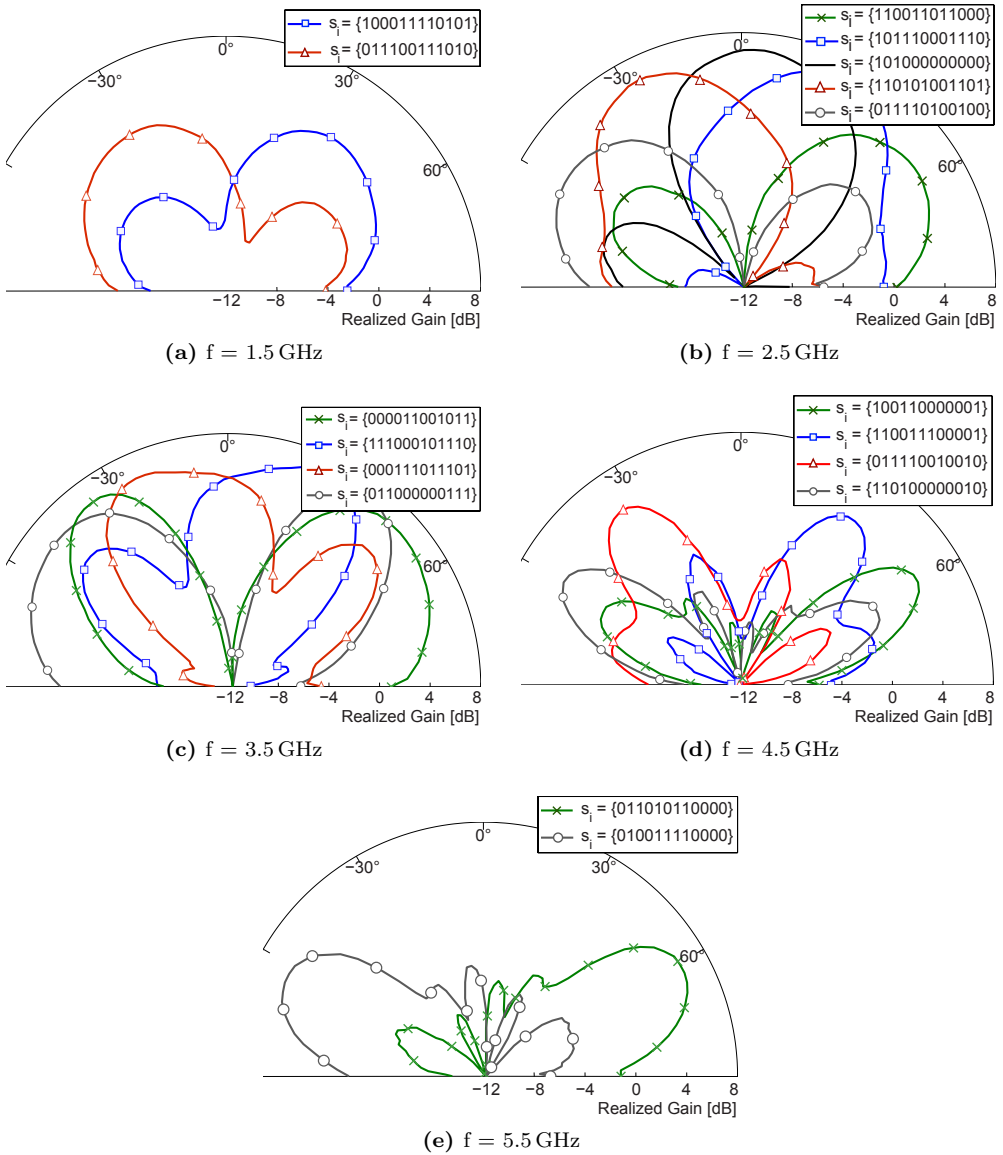 s_i = {100011110101}
s_i = {011100111010}
0°
−30°
30°
60°
−12 −8 −4 0 4 8
Realized Gain [dB]
(a) f = 1.5 GHz
s_i = {110011011000}
s_i = {101110001110}
s_i = {101000000000}
s_i = {110101001101}
s_i = {011110100100}
0°
−30°
60°
−12 −8 −4 0 4 8
Realized Gain [dB]
(b) f = 2.5 GHz
s_i = {000011001011}
s_i = {111000101110}
s_i = {000111011101}
s_i = {011000000111}
0°
−30°
60°
−12 −8 −4 0 4 8
Realized Gain [dB]
(c) f = 3.5 GHz
s_i = {100110000001}
s_i = {110011100001}
s_i = {011110010010}
s_i = {110100000010}
0°
−30°
60°
−12 −8 −4 0 4 8
Realized Gain [dB]
(d) f = 4.5 GHz
s_i = {011010110000}
s_i = {010011110000}
0°
−30°
30°
60°
−12 −8 −4 0 4 8
Realized Gain [dB]
(e) f = 5.5 GHz